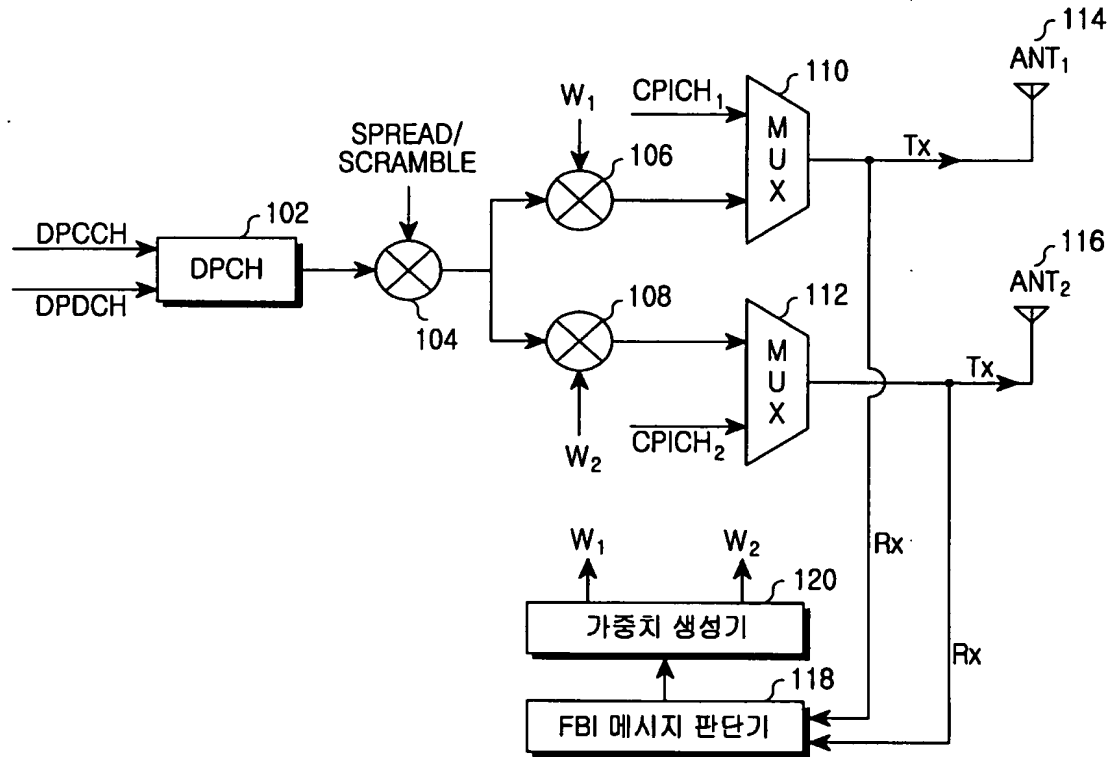 114
ANT₁
110
CPICH₁
W₁
MUX
SPREAD/
SCRAMBLE
106
Tx
DPCCH
102
DPCH
DPDCH
104
116
ANT₂
108
112
MUX
Tx
W₂
CPICH₂
Rx
W₁
W₂
120
가중치 생성기
Rx
118
FBI 메시지 판단기